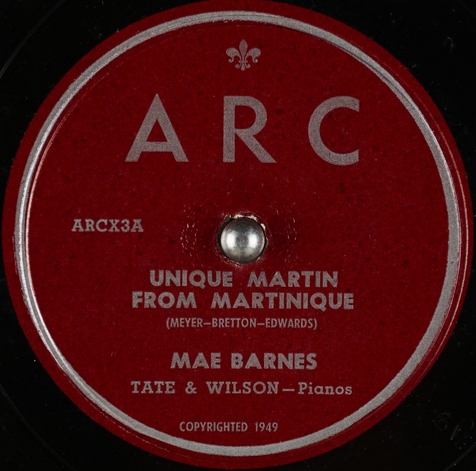 ARC
ARCX3A
UNIQUE MARTIN
FROM MARTINIQUE
(MEYER-BRETTON-EDWARDS)
MAE BARNES
TATE & WILSON-Pianos
COPYRIGHTED 1949